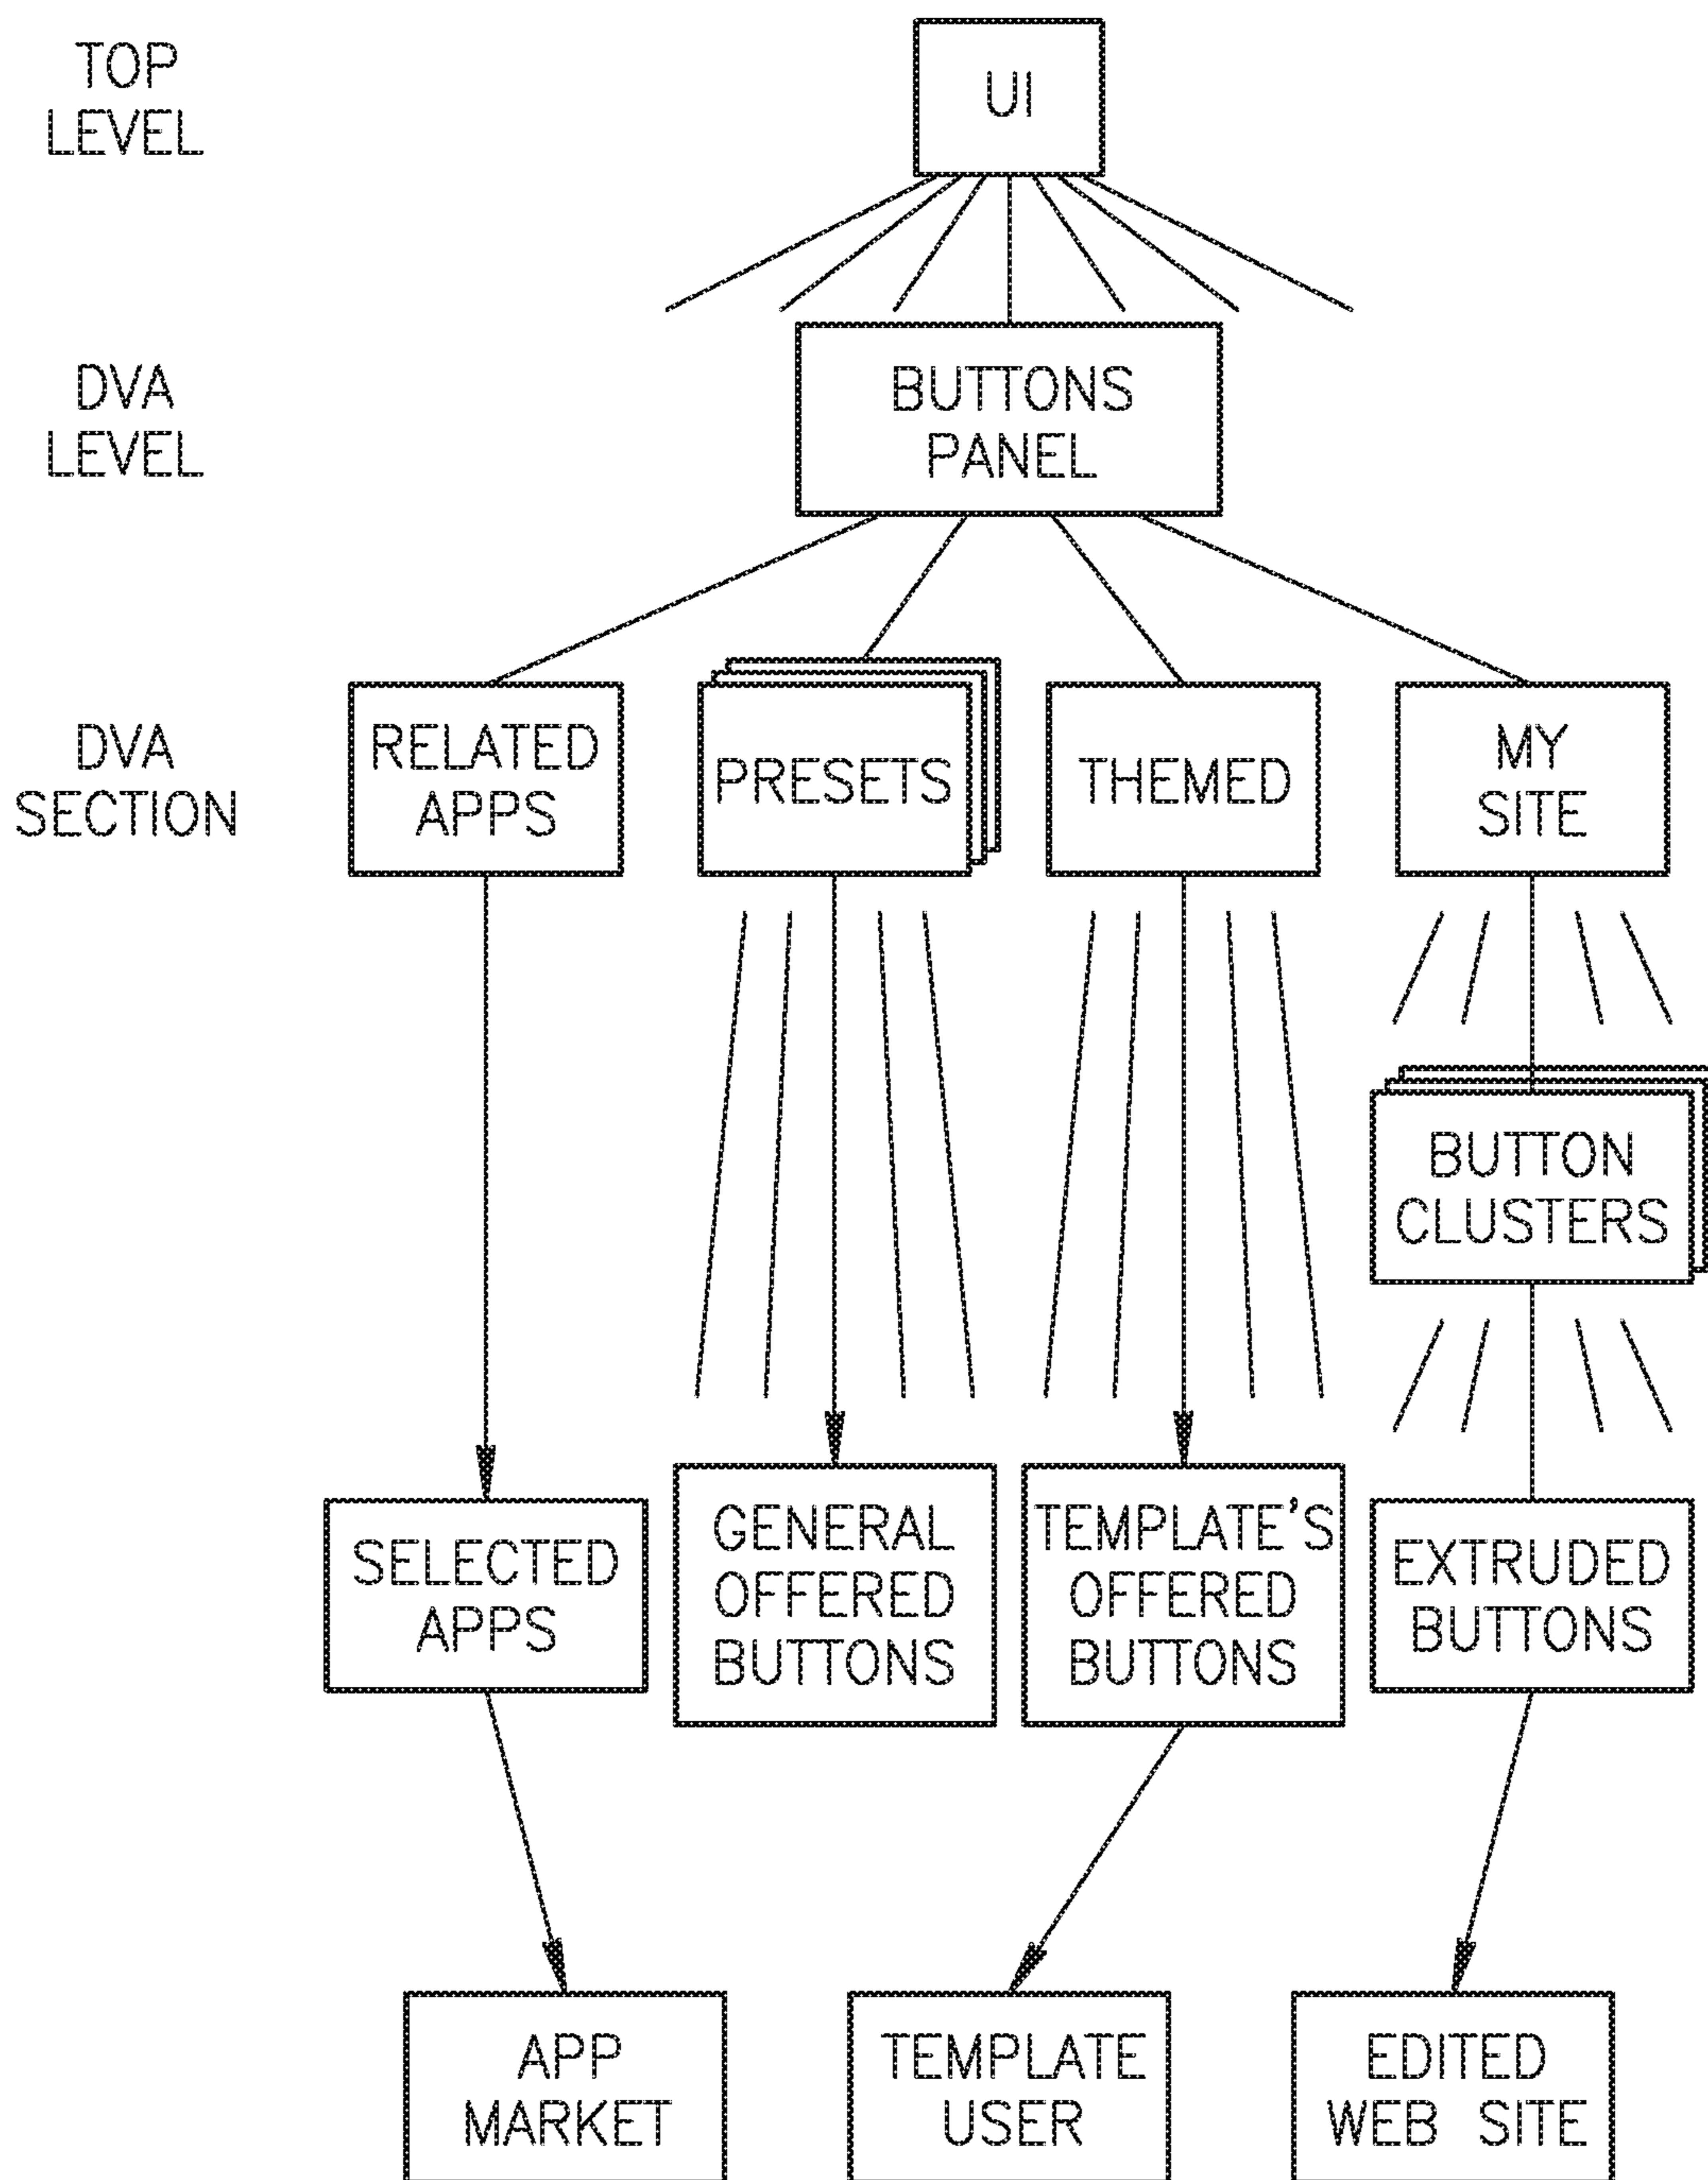 TOP
LEVEL
UI
DVA
LEVEL
BUTTONS
PANEL
DVA
SECTION
RELATED
APPS
PRESETS
THEMED
MY
SITE
BUTTON
CLUSTERS
SELECTED
APPS
GENERAL
OFFERED
BUTTONS
TEMPLATE'S
OFFERED
BUTTONS
EXTRUDED
BUTTONS
APP
MARKET
TEMPLATE
USER
EDITED
WEB SITE